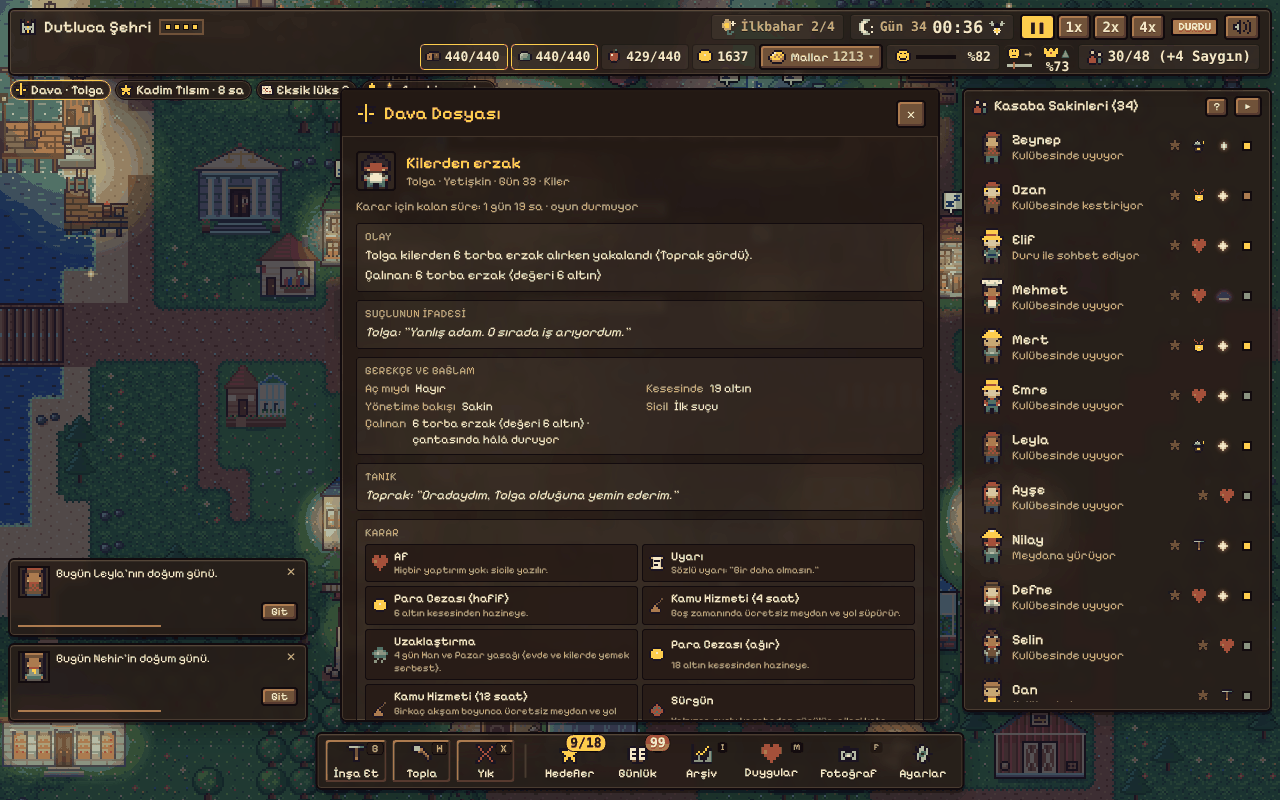 Dutluca Şehri
İlkbahar 2/4
Gün 34 00:36
1x 2x 4x
DURDU
440/440 440/440 429/440 1637 Mallar 1213 %82 %73 30/48 (+4 Saygın)
Dava · Tolga
Kadim Tılsım · 8 sa
Eksik lüks
Dava Dosyası
Kilerden erzak
Tolga · Yetişkin · Gün 33 · Kiler
Karar için kalan süre: 1 gün 19 sa · oyun durmuyor
OLAY
Tolga kilerden 6 torba erzak alırken yakalandı (Toprak gördü).
Çalınan: 6 torba erzak (değeri 6 altın)
SUÇLUNUN İFADESİ
Tolga: "Yanlış adam. O sırada iş arıyordum."
GEREKÇE VE BAĞLAM
Aç mıydı Hayır
Kesesinde 19 altın
Yönetime bakışı Sakin
Sicil İlk suçu
Çalınan 6 torba erzak (değeri 6 altın) ·
çantasında hâlâ duruyor
TANIK
Toprak: "Oradaydım, Tolga olduğuna yemin ederim."
KARAR
Af
Hiçbir yaptırım yok; sicile yazılır.
Uyarı
Sözlü uyarı: "Bir daha olmasın."
Para Cezası (hafif)
6 altın kesesinden hazineye.
Kamu Hizmeti (4 saat)
Boş zamanında ücretsiz meydan ve yol süpürür.
Uzaklaştırma
4 gün Han ve Pazar yasağı (evde ve kilerde yemek
serbest).
Para Cezası (ağır)
18 altın kesesinden hazineye.
Kamu Hizmeti (12 saat)
Birkaç akşam boyunca ücretsiz meydan ve yol
Sürgün
Kasaba Sakinleri (34)
?
Zeynep
Kulübesinde uyuyor
Ozan
Kulübesinde kestiriyor
Elif
Duru ile sohbet ediyor
Mehmet
Kulübesinde uyuyor
Mert
Kulübesinde uyuyor
Emre
Kulübesinde uyuyor
Leyla
Kulübesinde uyuyor
Ayşe
Kulübesinde uyuyor
Nilay
Meydana yürüyor
Defne
Kulübesinde uyuyor
Selin
Kulübesinde uyuyor
Can
Bugün Leyla'nın doğum günü.
Git
Bugün Nehir'in doğum günü.
Git
B İnşa Et
H Topla
X Yık
9/18 Hedefler
99 Günlük
I Arşiv
M Duygular
F Fotoğraf
Ayarlar